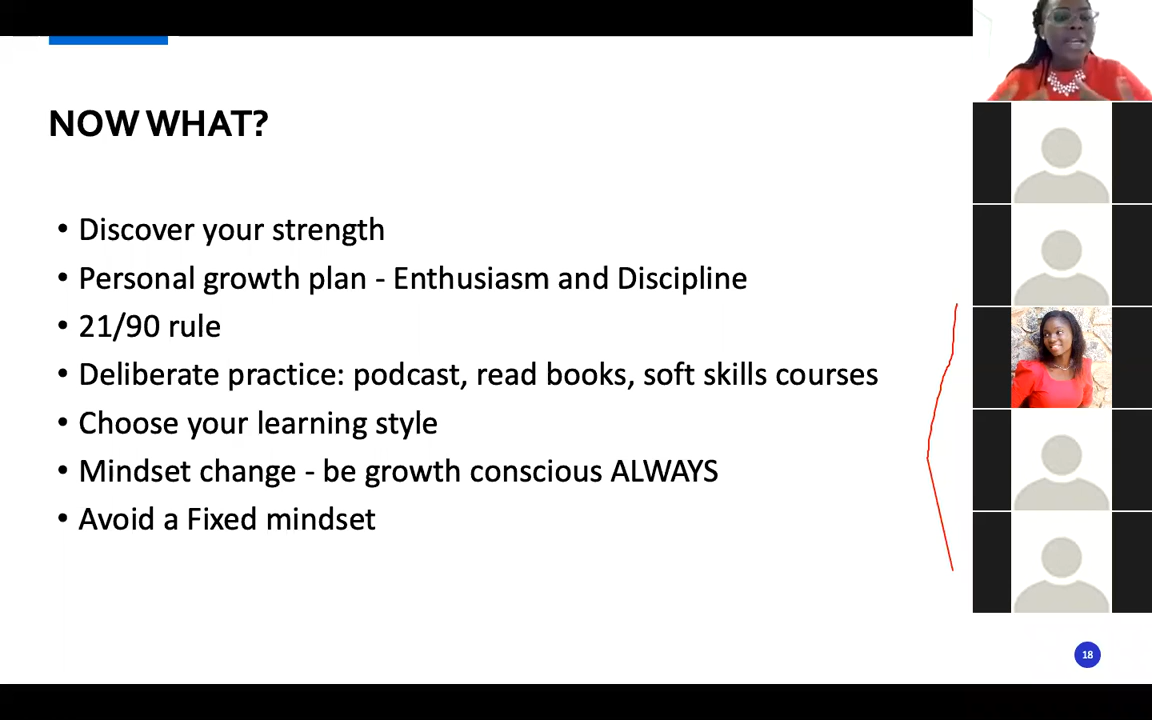 NOW WHAT?
• Discover your strength
• Personal growth plan - Enthusiasm and Discipline
• 21/90 rule
• Deliberate practice: podcast, read books, soft skills courses
• Choose your learning style
• Mindset change - be growth conscious ALWAYS
• Avoid a Fixed mindset
18